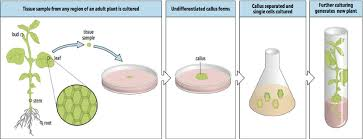 Tissue sample from any region of an adult plant is cultured
bud
leaf
stem
root
tissue
sample
Undifferentiated callus forms
callus
Callus separated and
single cells cultured
Further culturing
generates new plant